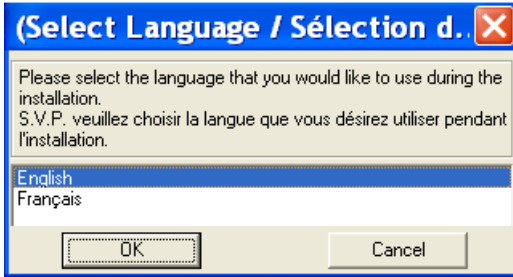 (Select Language / Sélection d..
Please select the language that you would like to use during the
installation.
S.V.P. veuillez choisir la langue que vous désirez utiliser pendant
l'installation.
English
Français
OK
Cancel